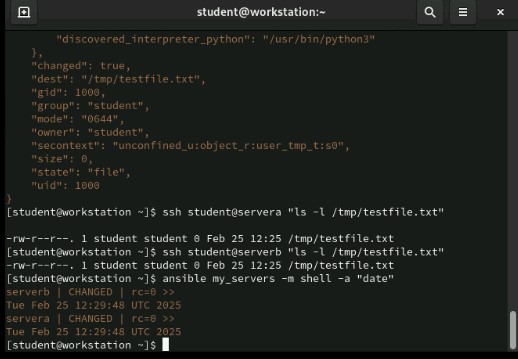 student@workstation:~
        "discovered_interpreter_python": "/usr/bin/python3"
    },
    "changed": true,
    "dest": "/tmp/testfile.txt",
    "gid": 1000,
    "group": "student",
    "mode": "0644",
    "owner": "student",
    "secontext": "unconfined_u:object_r:user_tmp_t:s0",
    "size": 0,
    "state": "file",
    "uid": 1000
}
[student@workstation ~]$ ssh student@servera "ls -l /tmp/testfile.txt"
-rw-r--r--. 1 student student 0 Feb 25 12:25 /tmp/testfile.txt
[student@workstation ~]$ ssh student@serverb "ls -l /tmp/testfile.txt"
-rw-r--r--. 1 student student 0 Feb 25 12:25 /tmp/testfile.txt
[student@workstation ~]$ ansible my_servers -m shell -a "date"
serverb | CHANGED | rc=0 >>
Tue Feb 25 12:29:48 UTC 2025
servera | CHANGED | rc=0 >>
Tue Feb 25 12:29:48 UTC 2025
[student@workstation ~]$